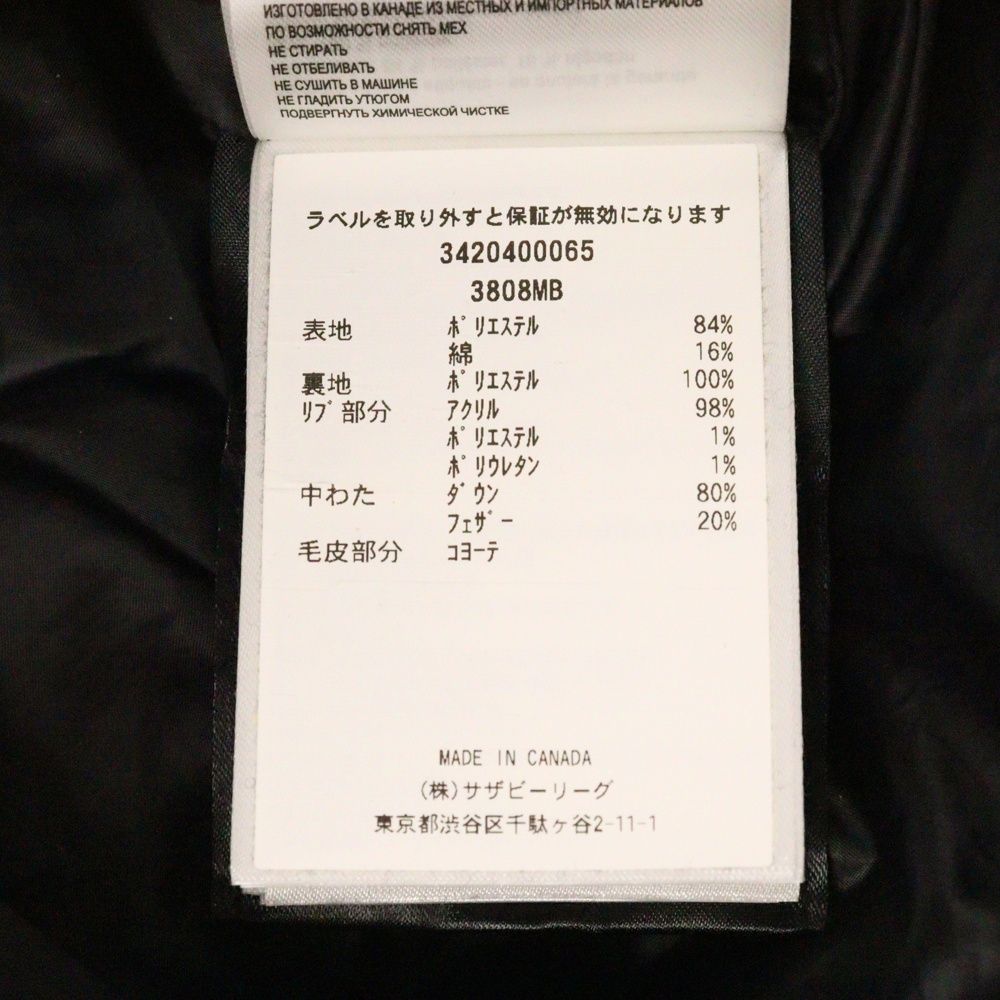 ИЗГОТОВЛЕНО В КАНАДЕ ИЗ МЕСТНЫХ И ИМПОРТНЫХ МАТЕРИАЛОВ
ПО ВОЗМОЖНОСТИ СНЯТЬ МЕХ
НЕ СТИРАТЬ
НЕ ОТБЕЛИВАТЬ
НЕ СУШИТЬ В МАШИНЕ
НЕ ГЛАДИТЬ УТЮГОМ
ПОДВЕРГНУТЬ ХИМИЧЕСКОЙ ЧИСТКЕ
ラベルを取り外すと保証が無効になります
3420400065
3808MB
表地 ﾎﾟﾘｴｽﾃﾙ 84%
綿 16%
裏地 ﾎﾟﾘｴｽﾃﾙ 100%
ﾘﾌﾞ部分 ｱｸﾘﾙ 98%
ﾎﾟﾘｴｽﾃﾙ 1%
ﾎﾟﾘｳﾚﾀﾝ 1%
中わた ﾀﾞｳﾝ 80%
ﾌｪｻﾞｰ 20%
毛皮部分 ｺﾖｰﾃ
MADE IN CANADA
(株)サザビーリーグ
東京都渋谷区千駄ヶ谷2-11-1